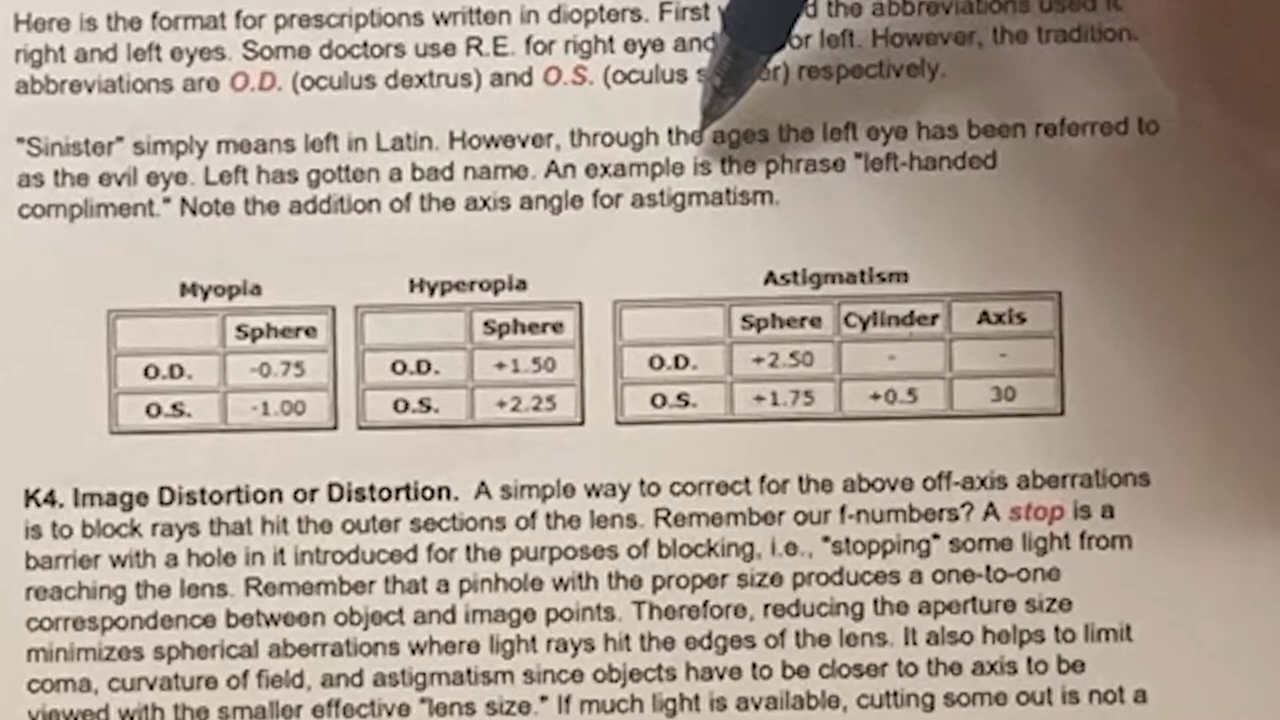 Here is the format for prescriptions written in diopters. First the abbreviations used
right and left eyes. Some doctors use R.E. for right eye and or left. However, the tradition
abbreviations are O.D. (oculus dextrus) and O.S. (oculus er) respectively.
"Sinister" simply means left in Latin. However, through the ages the left eye has been referred to
as the evil eye. Left has gotten a bad name. An example is the phrase "left-handed
compliment." Note the addition of the axis angle for astigmatism.
Myopia Hyperopia Astigmatism
Sphere Sphere Sphere Cylinder Axis
O.D. -0.75 O.D. +1.50 O.D. +2.50 - -
O.S. -1.00 O.S. +2.25 O.S. +1.75 +0.5 30
K4. Image Distortion or Distortion. A simple way to correct for the above off-axis aberrations
is to block rays that hit the outer sections of the lens. Remember our f-numbers? A stop is a
barrier with a hole in it introduced for the purposes of blocking, i.e., "stopping" some light from
reaching the lens. Remember that a pinhole with the proper size produces a one-to-one
correspondence between object and image points. Therefore, reducing the aperture size
minimizes spherical aberrations where light rays hit the edges of the lens. It also helps to limit
coma, curvature of field, and astigmatism since objects have to be closer to the axis to be
viewed with the smaller effective "lens size." If much light is available, cutting some out is not a